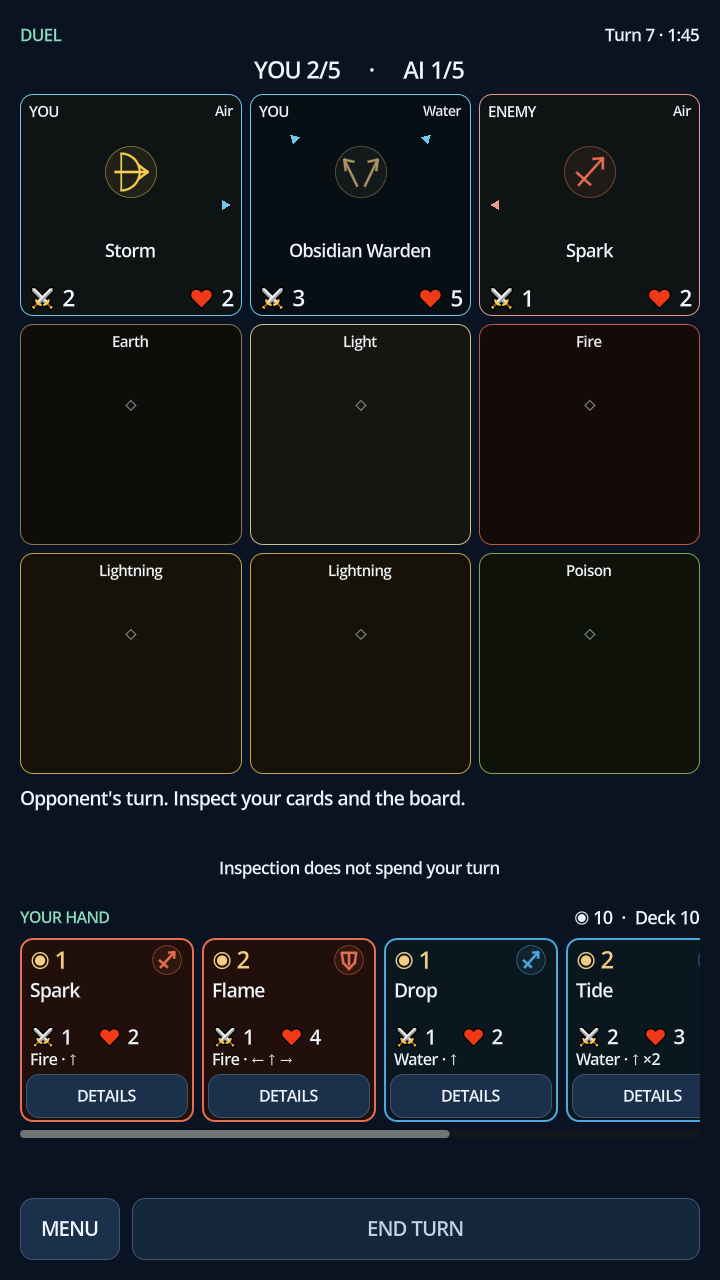 DUEL
Turn 7 · 1:45
YOU 2/5 · AI 1/5
YOU Air
Storm
2 2
YOU Water
Obsidian Warden
3 5
ENEMY Air
Spark
1 2
Earth
Light
Fire
Lightning
Lightning
Poison
Opponent's turn. Inspect your cards and the board.
Inspection does not spend your turn
YOUR HAND
◉ 10 · Deck 10
◉ 1
Spark
1 2
Fire · ↑
DETAILS
◉ 2
Flame
1 4
Fire · ← ↑ →
DETAILS
◉ 1
Drop
1 2
Water · ↑
DETAILS
◉ 2
Tide
2 3
Water · ↑ ×2
DETAILS
MENU
END TURN